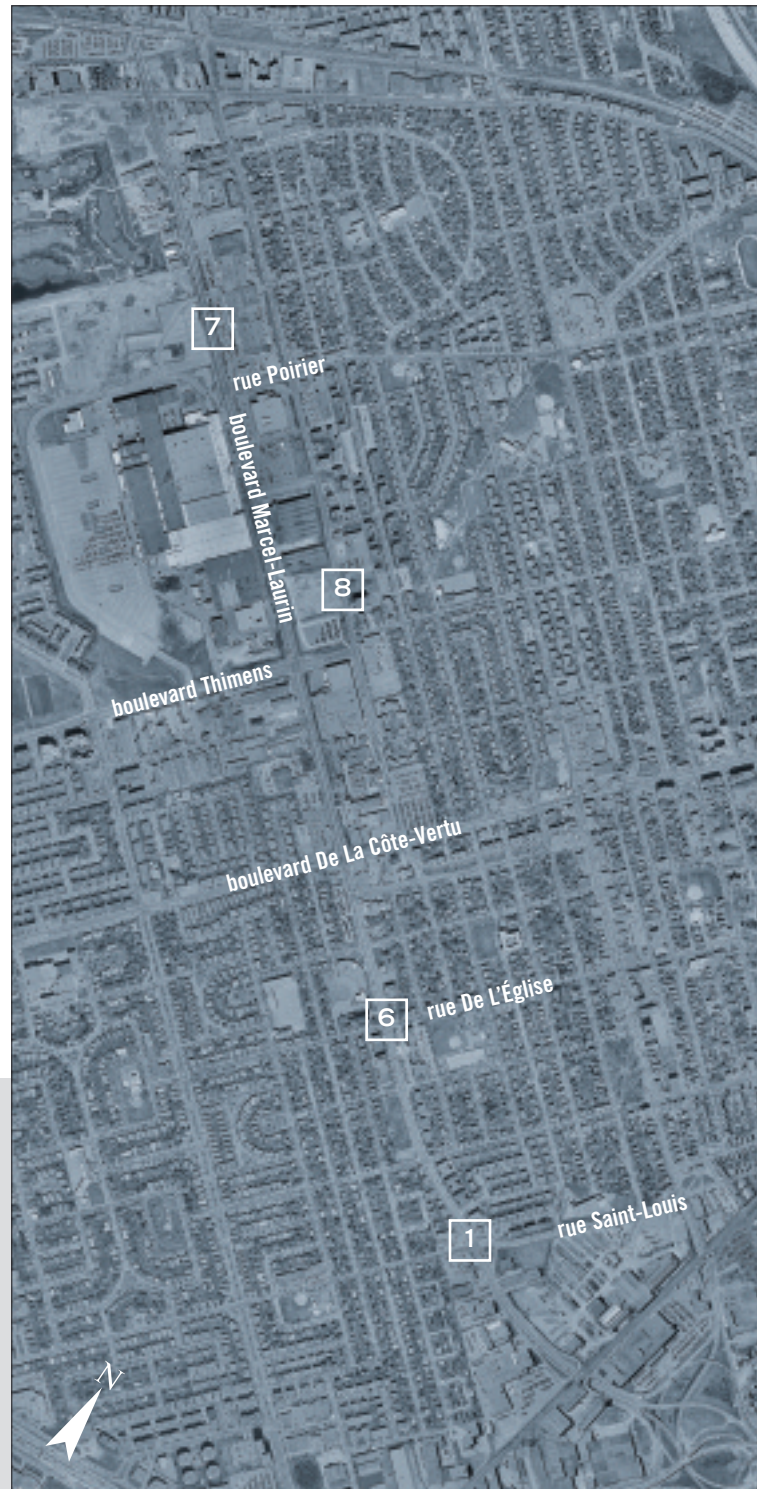 7
rue Poirier
boulevard Marcel-Laurin
8
boulevard Thimens
boulevard De La Côte-Vertu
6
rue De L'Église
1
rue Saint-Louis
N